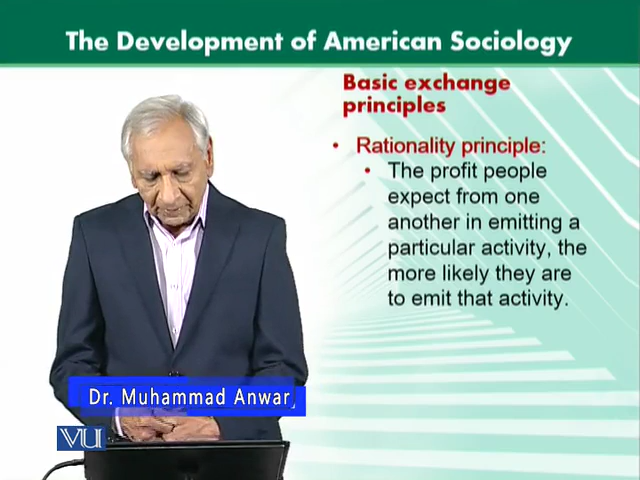 The Development of American Sociology
Basic exchange
principles
• Rationality principle:
• The profit people
expect from one
another in emitting a
particular activity, the
more likely they are
to emit that activity.
Dr. Muhammad Anwar,
VU